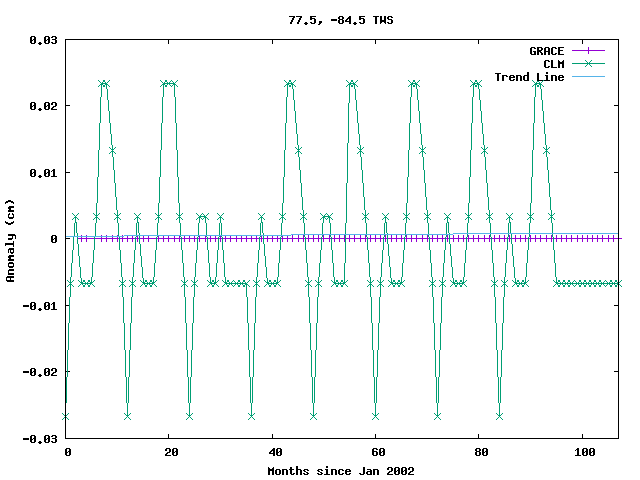 77.5, -84.5 TWS
GRACE
CLM
Trend Line
0.03
0.02
0.01
0
-0.01
-0.02
-0.03
Anomaly (cm)
0 20 40 60 80 100
Months since Jan 2002